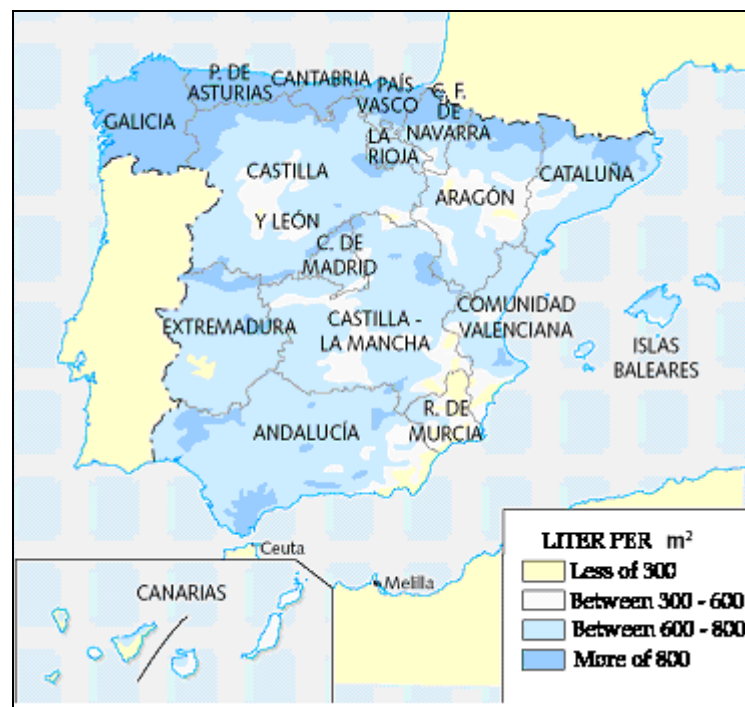 P. DE
ASTURIAS
CANTABRIA
PAÍS
VASCO
C. F.
DE
NAVARRA
GALICIA
LA
RIOJA
CASTILLA
Y LEÓN
ARAGÓN
CATALUÑA
C. DE
MADRID
EXTREMADURA
CASTILLA -
LA MANCHA
COMUNIDAD
VALENCIANA
ISLAS
BALEARES
ANDALUCÍA
R. DE
MURCIA
Ceuta
Melilla
CANARIAS
LITER PER m²
Less of 300
Between 300 - 600
Between 600 - 800
More of 800